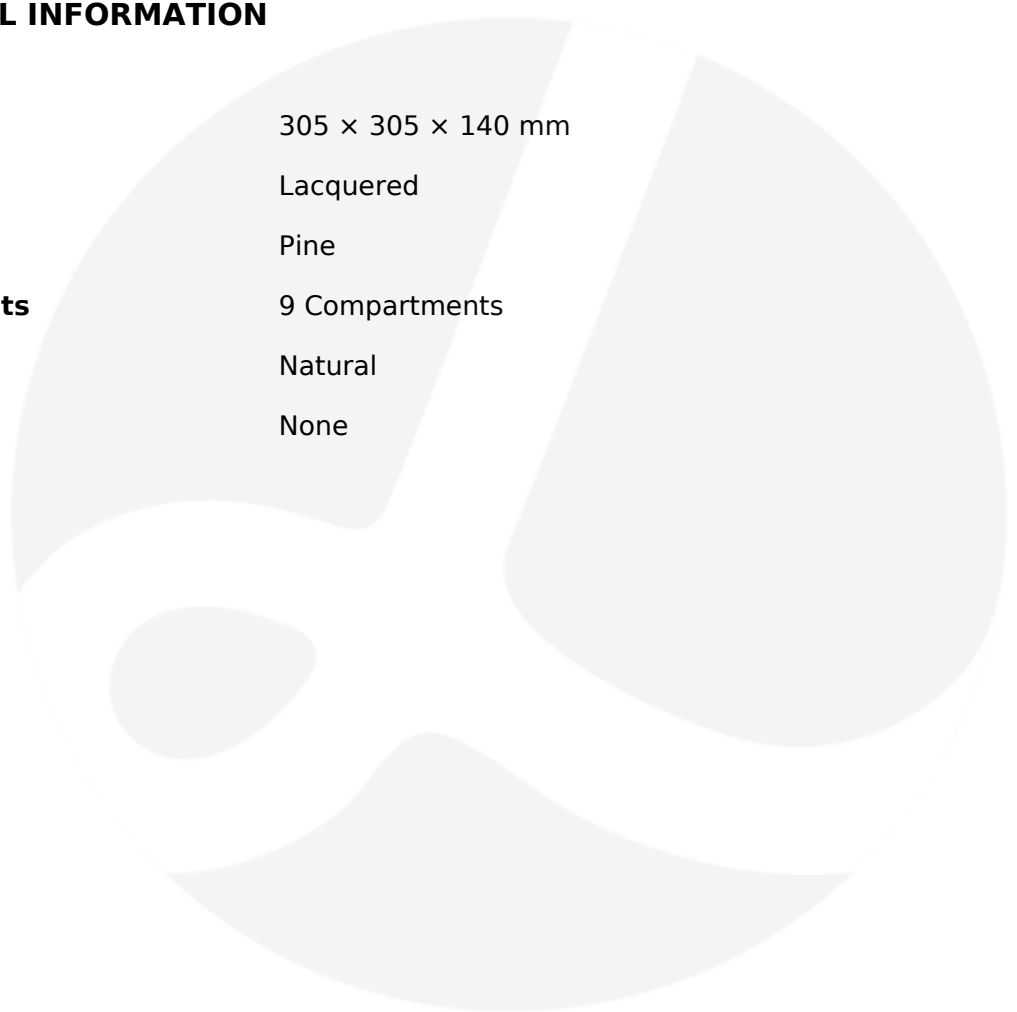 L INFORMATION
305 × 305 × 140 mm
Lacquered
Pine
ts 9 Compartments
Natural
None